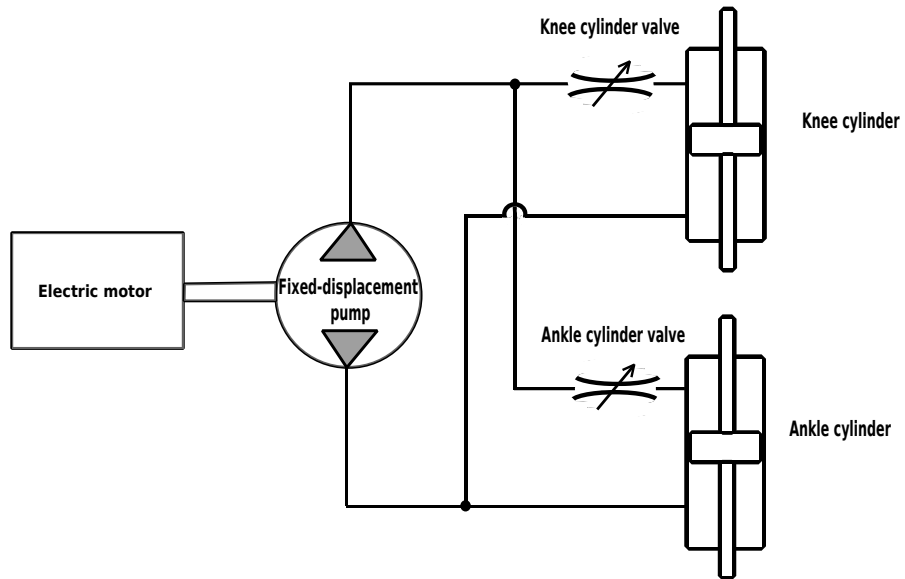 Knee cylinder valve
Knee cylinder
Electric motor
Fixed-displacement
pump
Ankle cylinder valve
Ankle cylinder